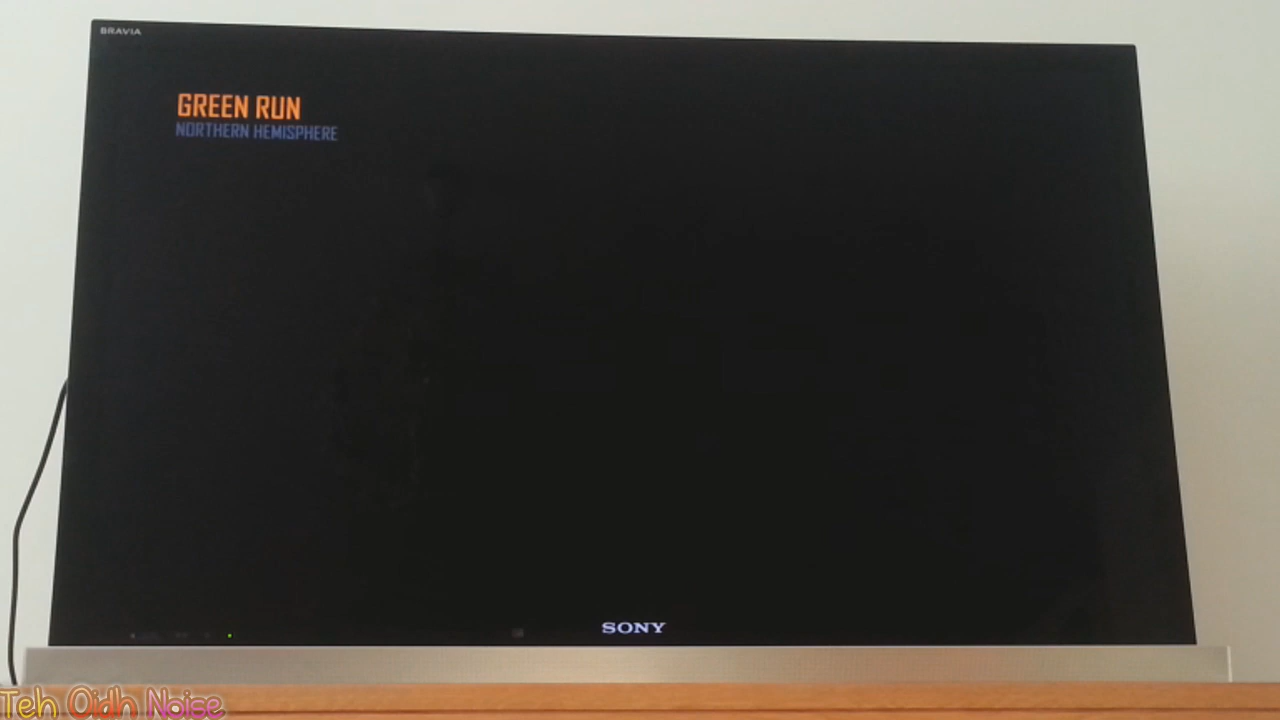 BRAVIA
GREEN RUN
NORTHERN HEMISPHERE
SONY
Teh Oidh Noise